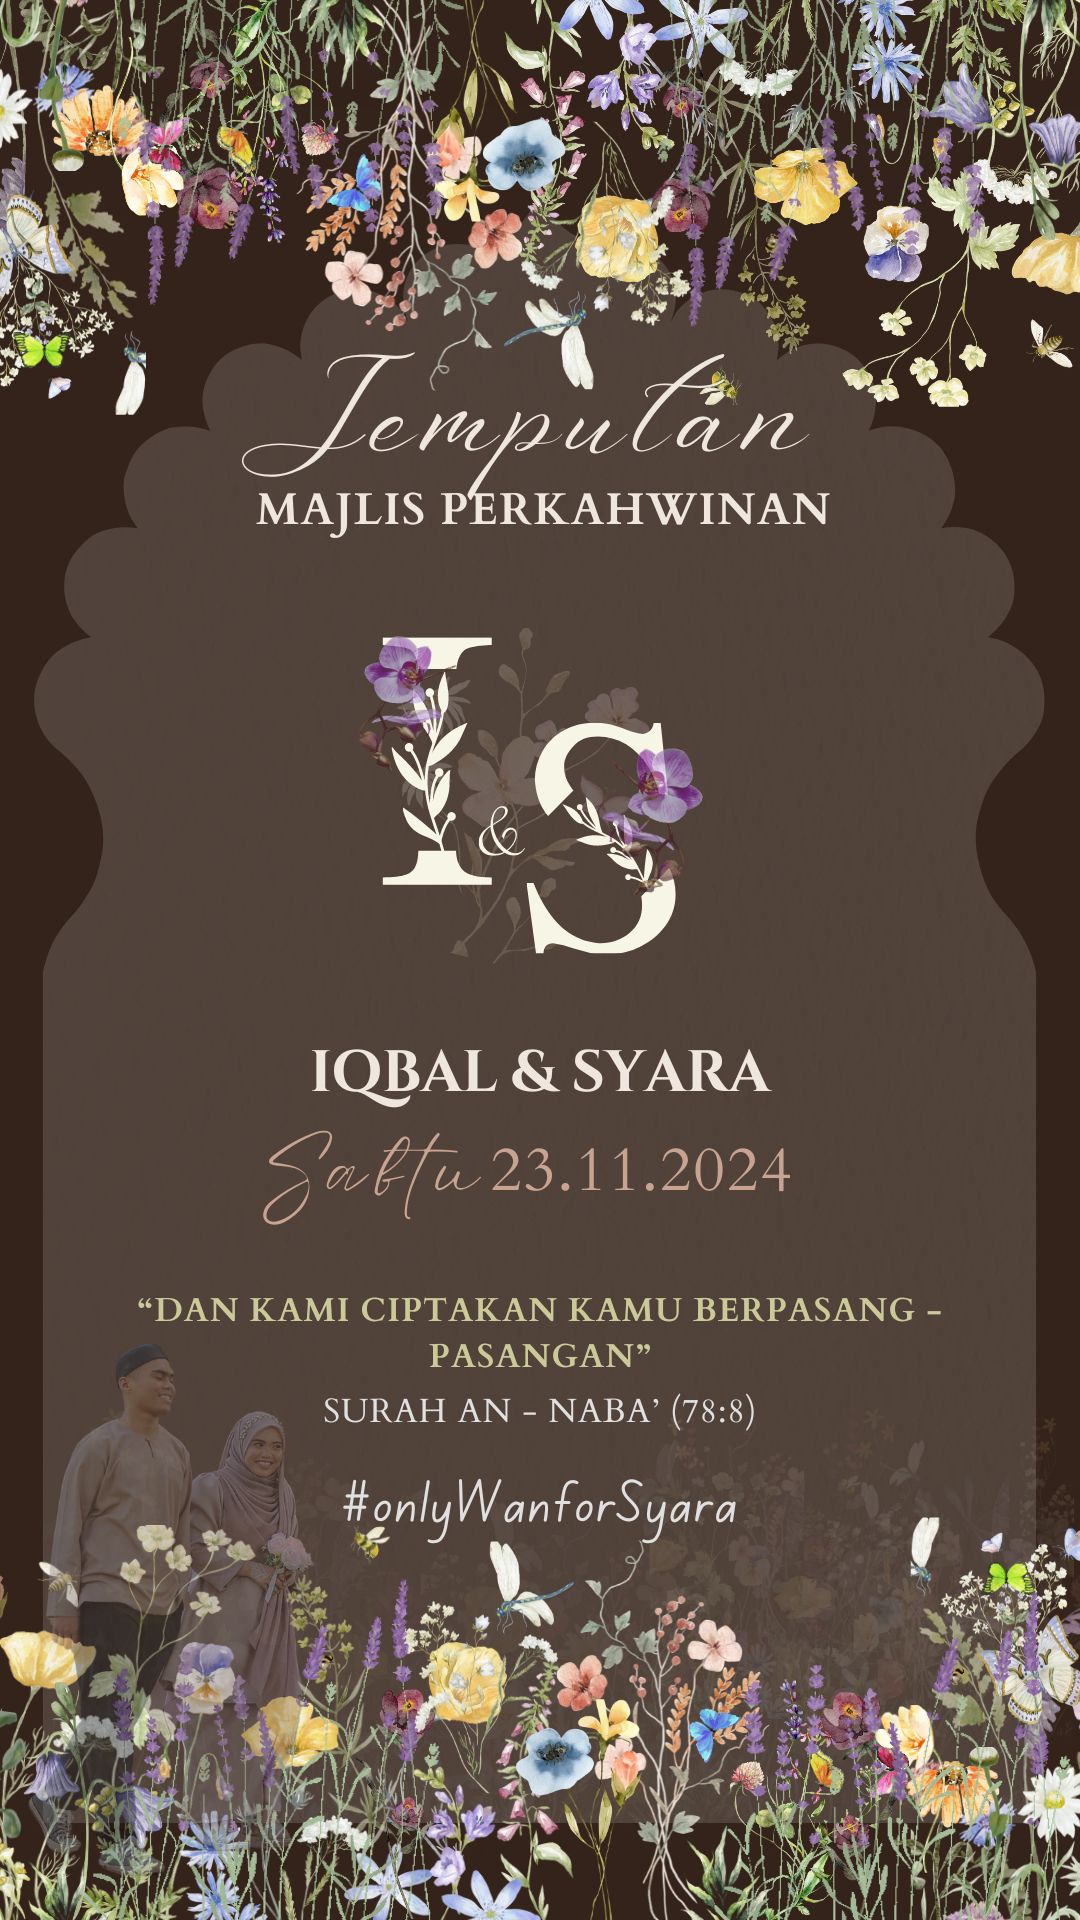 Jemputan
MAJLIS PERKAHWINAN
I
&
S
IQBAL & SYARA
Sabtu 23.11.2024
“DAN KAMI CIPTAKAN KAMU BERPASANG -
PASANGAN”
SURAH AN - NABA’ (78:8)
#onlyWanforSyara